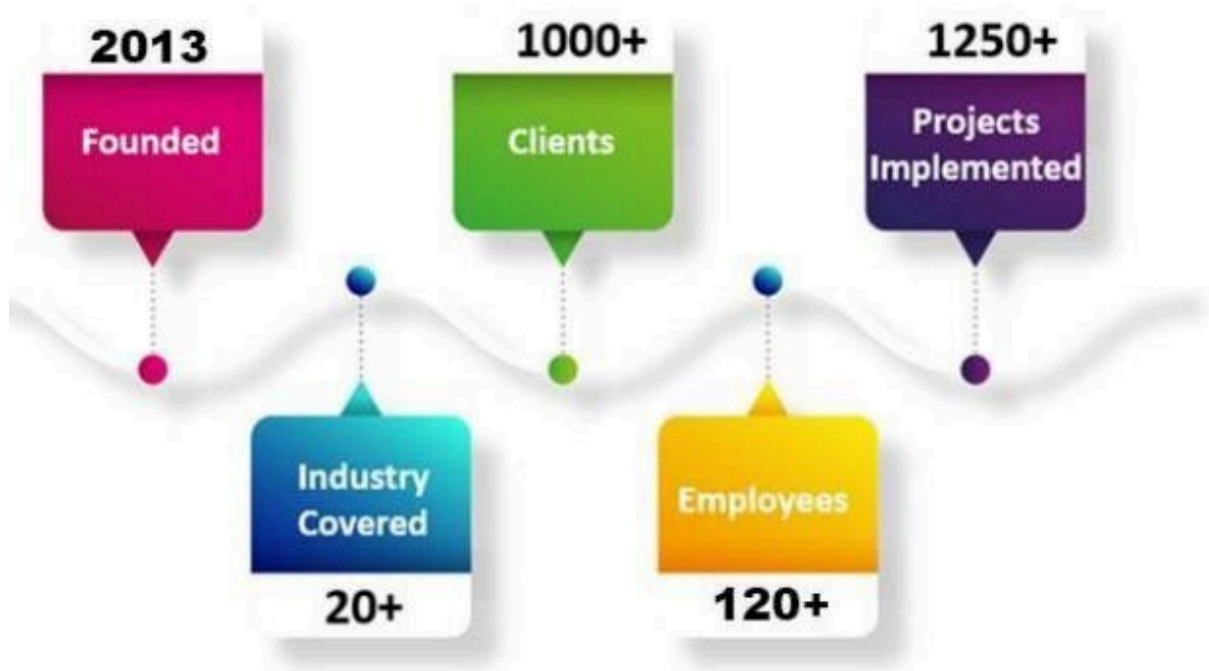 2013
Founded
Industry
Covered
20+
1000+
Clients
Employees
120+
1250+
Projects
Implemented